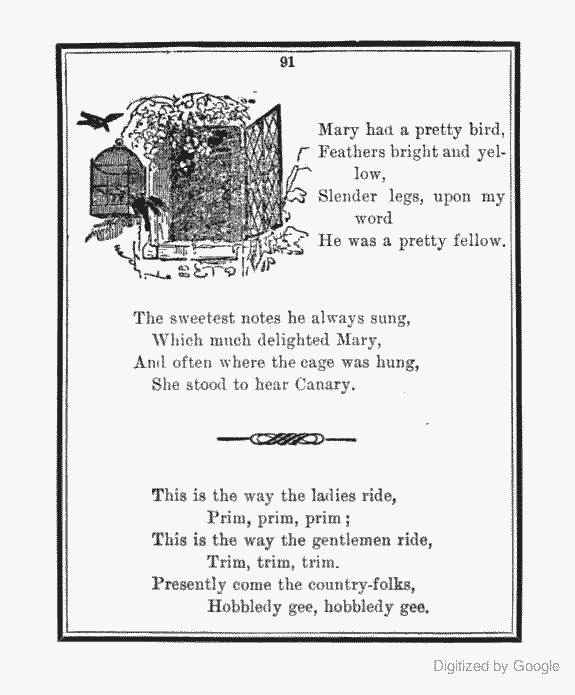 91
Mary had a pretty bird,
Feathers bright and yel-
low,
Slender legs, upon my
word
He was a pretty fellow.
The sweetest notes he always sung,
Which much delighted Mary,
And often where the cage was hung,
She stood to hear Canary.
This is the way the ladies ride,
Prim, prim, prim;
This is the way the gentlemen ride,
Trim, trim, trim.
Presently come the country-folks,
Hobbledy gee, hobbledy gee.
Digitized by Google